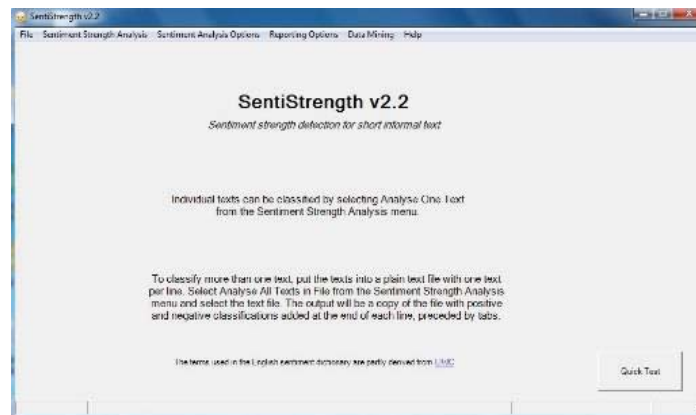 SentiStrength v2.2
File Sentiment Strength Analysis Sentiment Analysis Options Reporting Options Data Mining Help
SentiStrength v2.2
Sentiment strength detection for short informal text
Individual texts can be classified by selecting Analyse One Text
from the Sentiment Strength Analysis menu.
To classify more than one text, put the texts into a plain text file with one text
per line. Select Analyse All Texts in File from the Sentiment Strength Analysis
menu and select the text file. The output will be a copy of the file with positive
and negative classifications added at the end of each line, preceded by tabs.
The terms used in the English sentiment dictionary are partly derived from LIWC
Quick Test